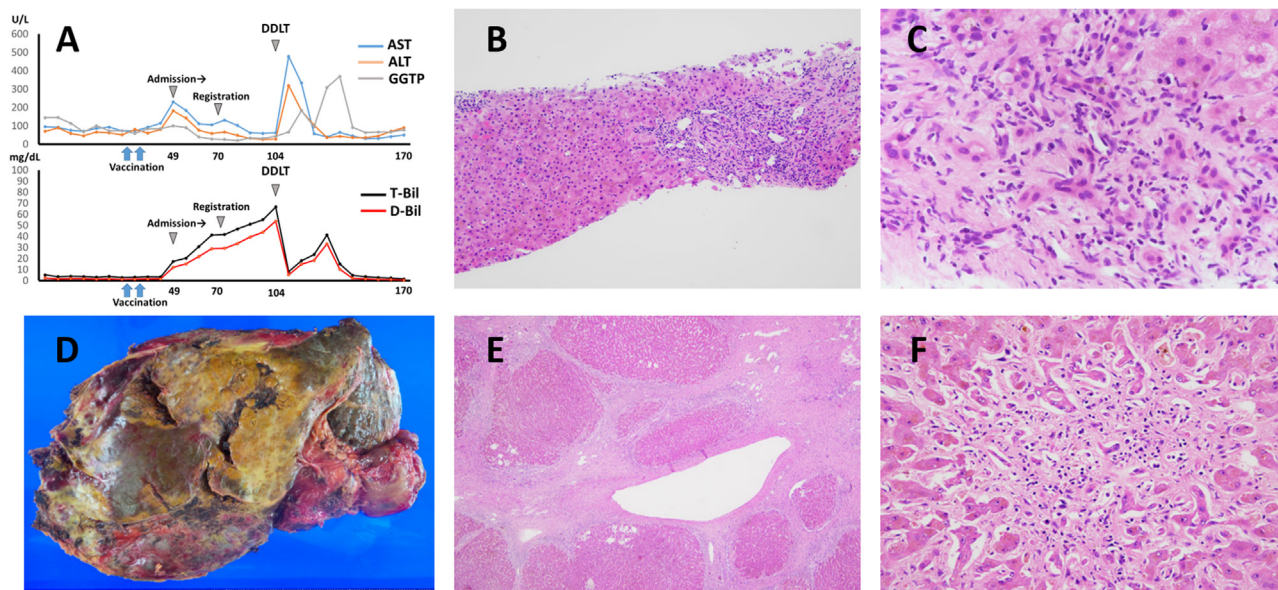 U/L
600
500
400
300
200
100
0
A
DDLT
AST
ALT
GGTP
Admission→
Registration
49
70
104
170
Vaccination
mg/dL
100
90
80
70
60
50
40
30
20
10
0
DDLT
T-Bil
D-Bil
Registration
Admission→
49
70
104
170
Vaccination
B
C
D
E
F